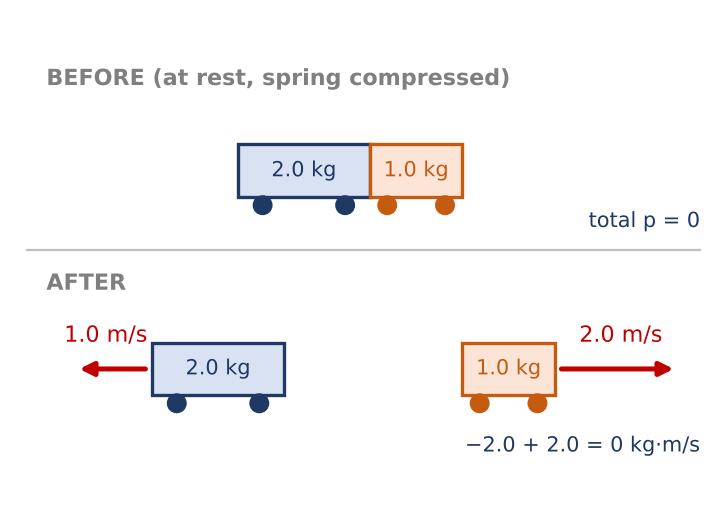 BEFORE (at rest, spring compressed)
2.0 kg
1.0 kg
total p = 0
AFTER
1.0 m/s
2.0 m/s
2.0 kg
1.0 kg
−2.0 + 2.0 = 0 kg·m/s